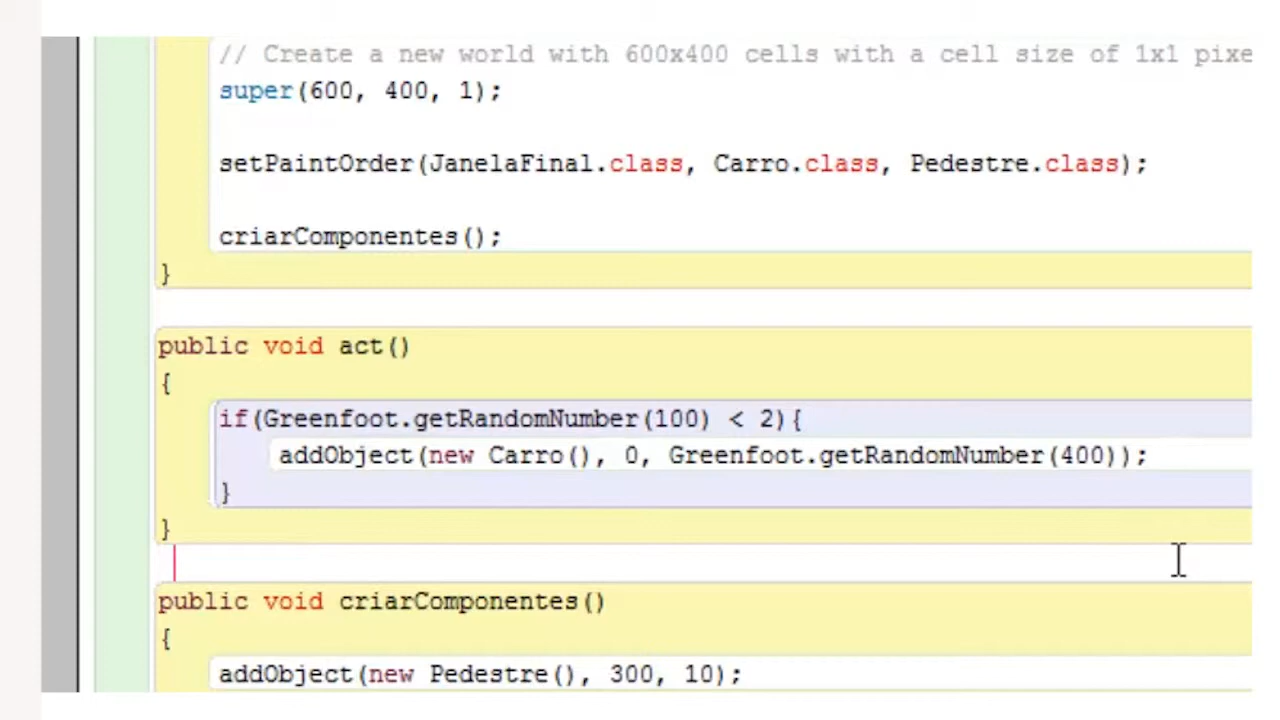 // Create a new world with 600x400 cells with a cell size of 1x1 pixe
super(600, 400, 1);
setPaintOrder(JanelaFinal.class, Carro.class, Pedestre.class);
criarComponentes();
}
public void act()
{
if(Greenfoot.getRandomNumber(100) < 2){
addObject(new Carro(), 0, Greenfoot.getRandomNumber(400));
}
}
public void criarComponentes()
{
addObject(new Pedestre(), 300, 10);